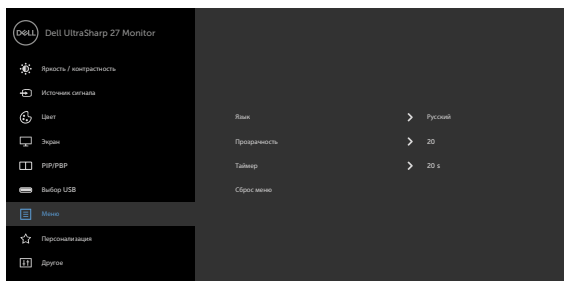 DELL Dell UltraSharp 27 Monitor
Яркость / контрастность
Источник сигнала
Цвет
Язык Русский
Экран
Прозрачность 20
PIP/PBP
Таймер 20 s
Выбор USB
Сброс меню
Меню
Персонализация
Другое